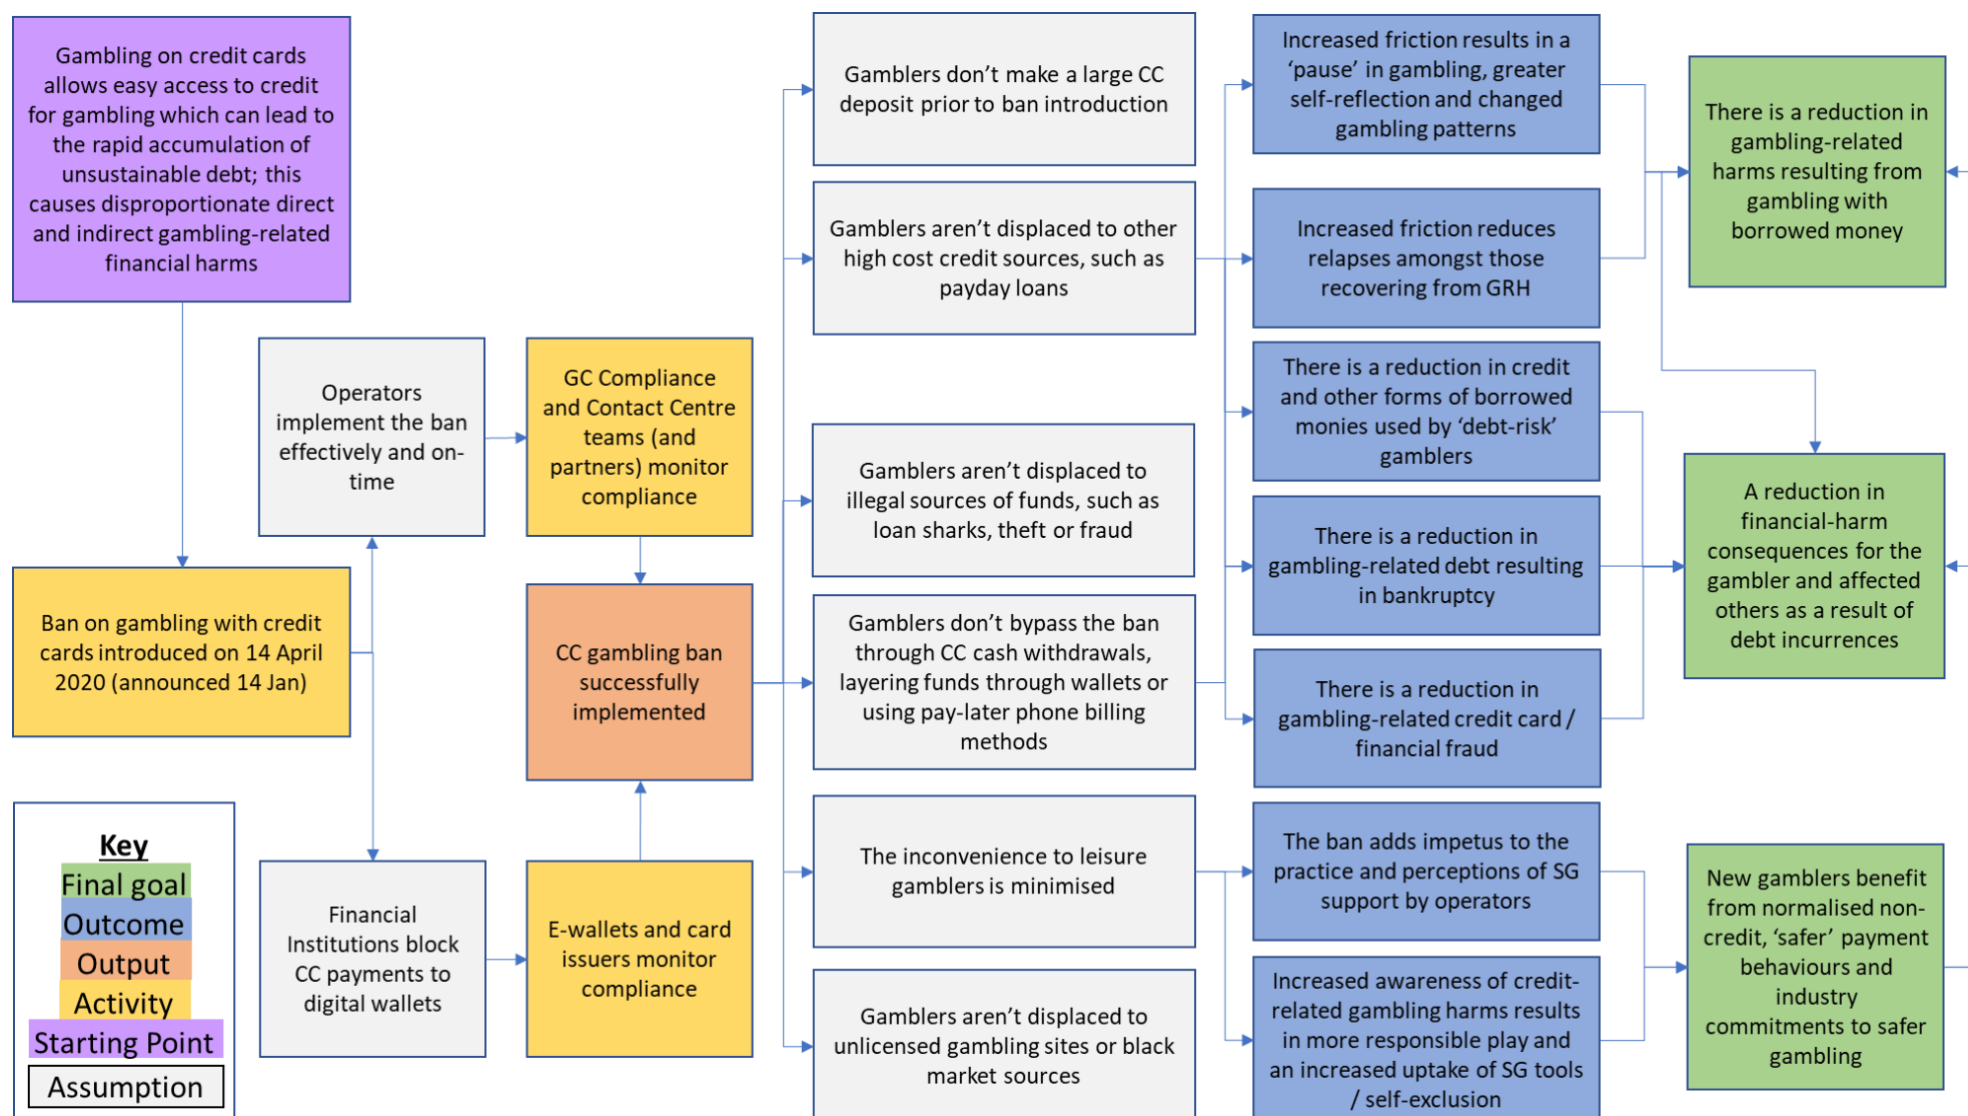 Gambling on credit cards
allows easy access to credit
for gambling which can lead to
the rapid accumulation of
unsustainable debt; this
causes disproportionate direct
and indirect gambling-related
financial harms
Ban on gambling with credit
cards introduced on 14 April
2020 (announced 14 Jan)
Operators
implement the ban
effectively and on-
time
Financial
Institutions block
CC payments to
digital wallets
GC Compliance
and Contact Centre
teams (and
partners) monitor
compliance
CC gambling ban
successfully
implemented
E-wallets and card
issuers monitor
compliance
Gamblers don’t make a large CC
deposit prior to ban introduction
Gamblers aren’t displaced to other
high cost credit sources, such as
payday loans
Gamblers aren’t displaced to
illegal sources of funds, such as
loan sharks, theft or fraud
Gamblers don’t bypass the ban
through CC cash withdrawals,
layering funds through wallets or
using pay-later phone billing
methods
The inconvenience to leisure
gamblers is minimised
Gamblers aren’t displaced to
unlicensed gambling sites or black
market sources
Increased friction results in a
‘pause’ in gambling, greater
self-reflection and changed
gambling patterns
Increased friction reduces
relapses amongst those
recovering from GRH
There is a reduction in credit
and other forms of borrowed
monies used by ‘debt-risk’
gamblers
There is a reduction in
gambling-related debt resulting
in bankruptcy
There is a reduction in
gambling-related credit card /
financial fraud
The ban adds impetus to the
practice and perceptions of SG
support by operators
Increased awareness of credit-
related gambling harms results
in more responsible play and
an increased uptake of SG tools
/ self-exclusion
There is a reduction in
gambling-related
harms resulting from
gambling with
borrowed money
A reduction in
financial-harm
consequences for the
gambler and affected
others as a result of
debt incurrences
New gamblers benefit
from normalised non-
credit, ‘safer’ payment
behaviours and
industry
commitments to safer
gambling
Key
Final goal
Outcome
Output
Activity
Starting Point
Assumption